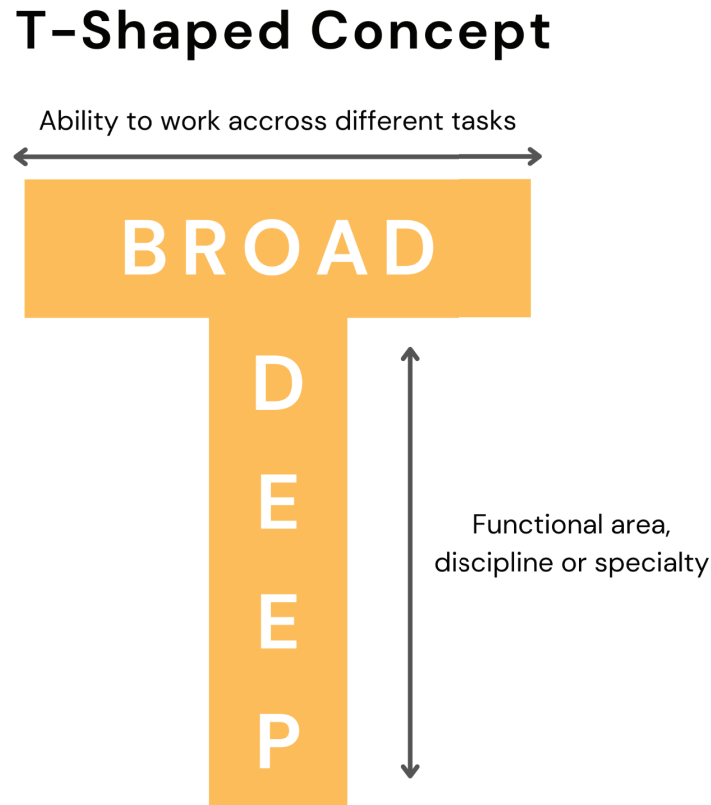 T-Shaped Concept
Ability to work accross different tasks
BROAD
D
E
E
P
Functional area,
discipline or specialty